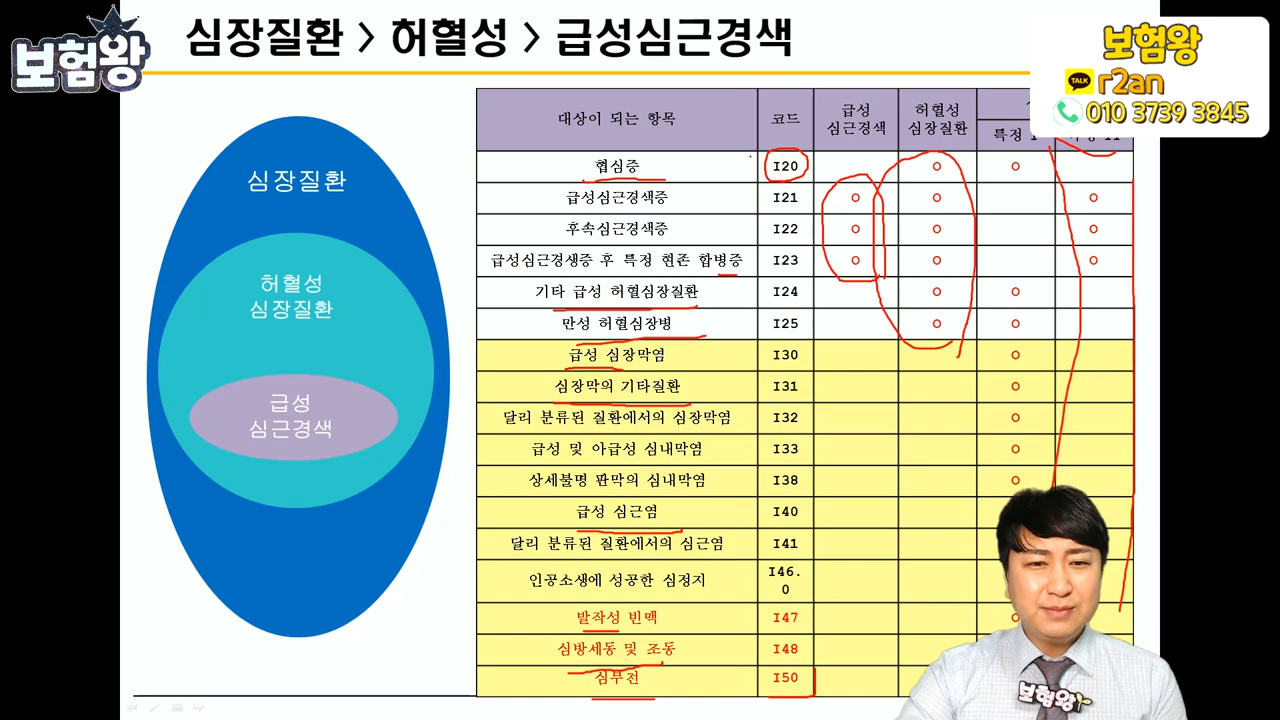 보험왕
심장질환 > 허혈성 > 급성심근경색
보험왕
TALK r2an
010 3739 3845
심장질환
허혈성
심장질환
급성
심근경색
대상이 되는 항목 코드 급성 심근경색 허혈성 심장질환
특정 I
협심증 I20 ○ ○
급성심근경색증 I21 ○ ○ ○
후속심근경색증 I22 ○ ○ ○
급성심근경생증 후 특정 현존 합병증 I23 ○ ○ ○
기타 급성 허혈심장질환 I24 ○ ○
만성 허혈심장병 I25 ○ ○
급성 심장막염 I30 ○
심장막의 기타질환 I31 ○
달리 분류된 질환에서의 심장막염 I32 ○
급성 및 아급성 심내막염 I33 ○
상세불명 판막의 심내막염 I38 ○
급성 심근염 I40
달리 분류된 질환에서의 심근염 I41
인공소생에 성공한 심정지 I46.0
발작성 빈맥 I47 ○
심방세동 및 조동 I48
심부전 I50
보험왕